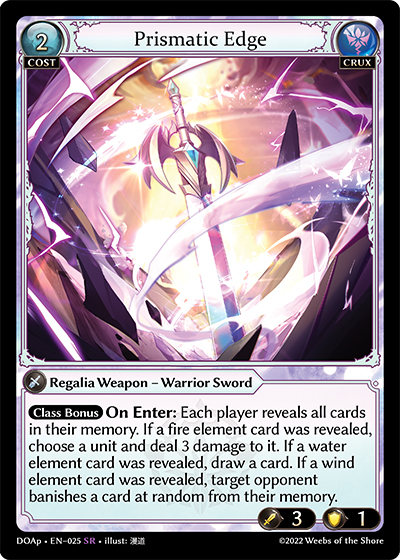 2
Prismatic Edge
COST
CRUX
Regalia Weapon – Warrior Sword
Class Bonus On Enter: Each player reveals all cards
in their memory. If a fire element card was revealed,
choose a unit and deal 3 damage to it. If a water
element card was revealed, draw a card. If a wind
element card was revealed, target opponent
banishes a card at random from their memory.
3
1
DOAp • EN-025 SR • illust: 漫道
©2022 Weebs of the Shore